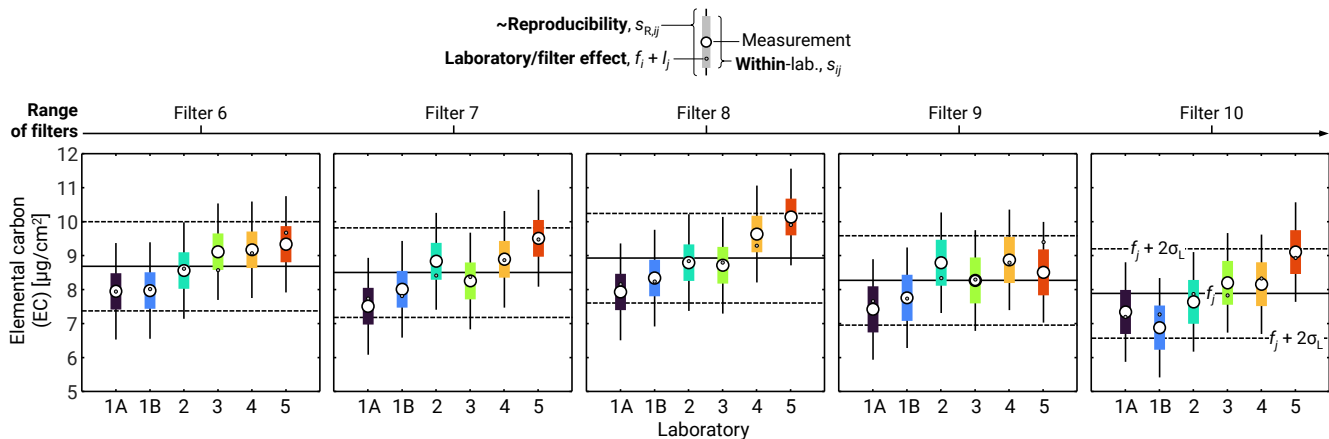 ~Reproducibility, sR,ij
Measurement
Laboratory/filter effect, fi + lj
Within-lab., sij
Range
of filters
Filter 6
Filter 7
Filter 8
Filter 9
Filter 10
Elemental carbon
(EC) [µg/cm²]
12
11
10
9
8
7
6
5
fj + 2σL
fj
fj + 2σL
1A 1B 2 3 4 5
1A 1B 2 3 4 5
1A 1B 2 3 4 5
1A 1B 2 3 4 5
1A 1B 2 3 4 5
Laboratory